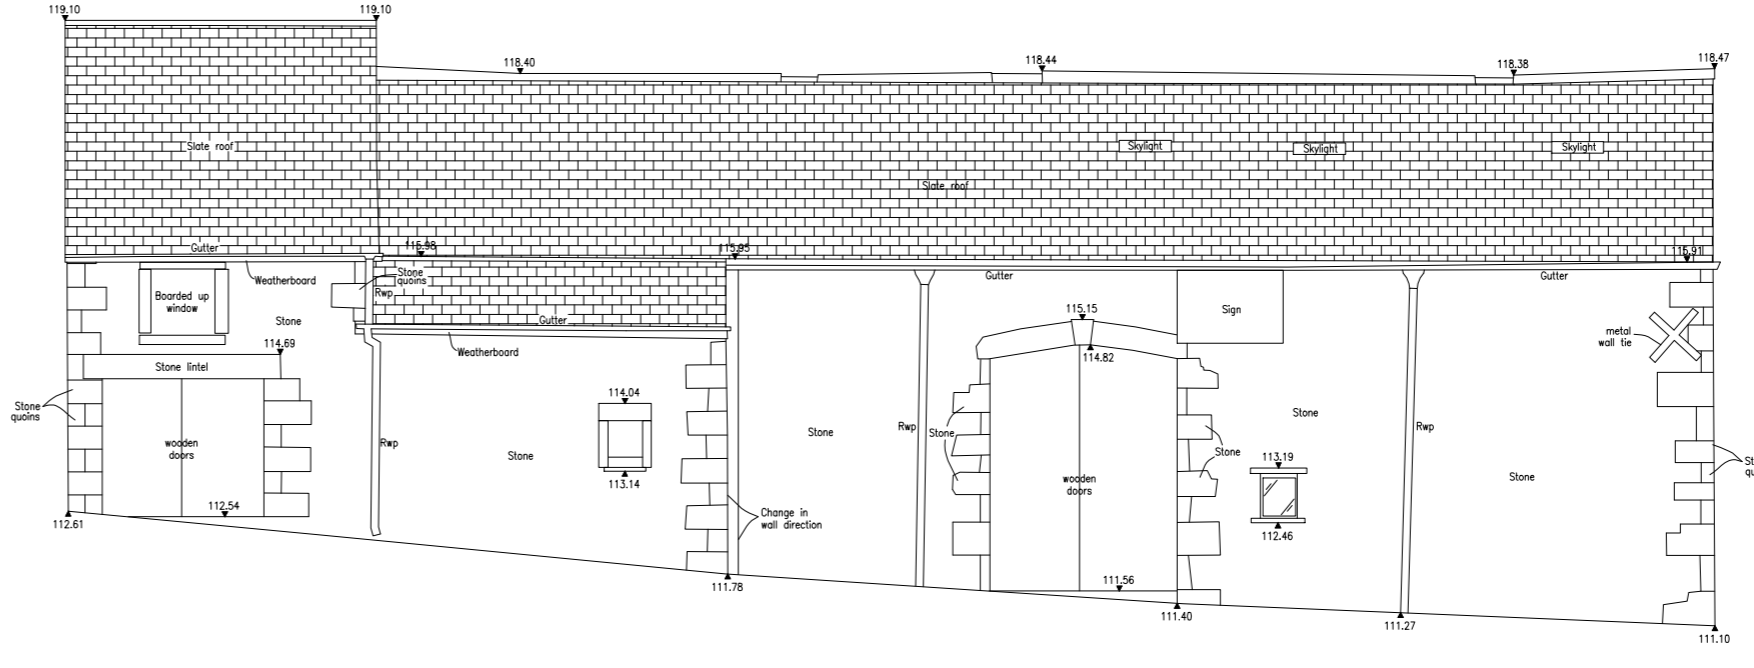 119.10
119.10
118.40
118.44
118.38
118.47
Slate roof
Skylight
Skylight
Skylight
Slate roof
Gutter
115.98
115.95
115.91
Weatherboard
Stone
quoins
Rwp
Gutter
Gutter
Gutter
Boarded up
window
Stone
Sign
115.15
114.82
metal
wall tie
114.69
Weatherboard
Stone lintel
114.04
Stone
quoins
wooden
doors
Rwp
Stone
113.14
Stone
Rwp
Stone
Stone
Stone
Rwp
113.19
wooden
doors
Stone
112.46
112.54
112.61
Change in
wall direction
111.78
111.56
111.40
111.27
111.10